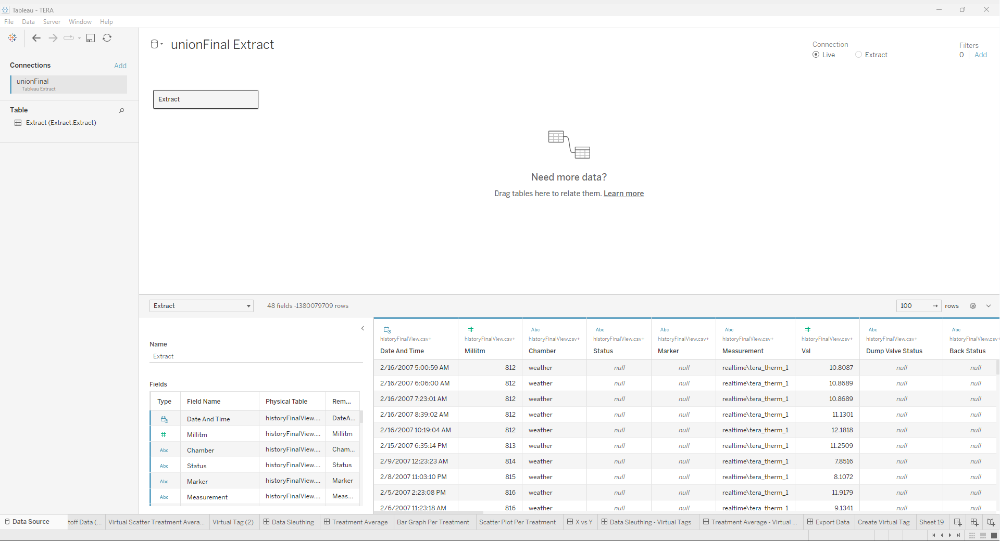 Tableau - TERA
File Data Server Window Help
unionFinal Extract
Connection
Live Extract
Filters
0 Add
Connections Add
unionFinal
Tableau Extract
Table
Extract (Extract.Extract)
Extract
Need more data?
Drag tables here to relate them. Learn more
Extract 48 fields -1380079709 rows 100 rows
Name
Extract
Fields
Type Field Name Physical Table Rem...
Date And Time historyFinalView.... DateA...
# Millitm historyFinalView.... Millitm
Abc Chamber historyFinalView.... Cham...
Abc Status historyFinalView.... Status
Abc Marker historyFinalView.... Marker
Abc Measurement historyFinalView.... Meas...
# Abc Abc Abc Abc # Abc Abc
historyFinalView.csv+ historyFinalView.csv+ historyFinalView.csv+ historyFinalView.csv+ historyFinalView.csv+ historyFinalView.csv+ historyFinalView.csv+ historyFinalView.csv+ historyFinalView.csv+
Date And Time Millitm Chamber Status Marker Measurement Val Dump Valve Status Back Status
2/16/2007 5:00:59 AM 812 weather null null realtime\tera_therm_1 10.8087 null null
2/16/2007 6:06:00 AM 812 weather null null realtime\tera_therm_1 10.8689 null null
2/16/2007 7:23:01 AM 812 weather null null realtime\tera_therm_1 10.8689 null null
2/16/2007 8:39:02 AM 812 weather null null realtime\tera_therm_1 11.1301 null null
2/16/2007 10:19:04 AM 812 weather null null realtime\tera_therm_1 12.1818 null null
2/15/2007 6:35:14 PM 813 weather null null realtime\tera_therm_1 11.2509 null null
2/9/2007 12:23:23 AM 814 weather null null realtime\tera_therm_1 7.8516 null null
2/8/2007 11:03:10 PM 815 weather null null realtime\tera_therm_1 8.1072 null null
2/5/2007 2:23:08 PM 816 weather null null realtime\tera_therm_1 11.9179 null null
2/6/2007 11:23:18 AM 816 weather null null realtime\tera_therm_1 9.1341 null null
Data Source toff Data (... Virtual Scatter Treatment Avera... Virtual Tag (2) Data Sleuthing Treatment Average Bar Graph Per Treatment Scatter Plot Per Treatment X vs Y Data Sleuthing - Virtual Tags Treatment Average - Virtual ... Export Data Create Virtual Tag Sheet 19